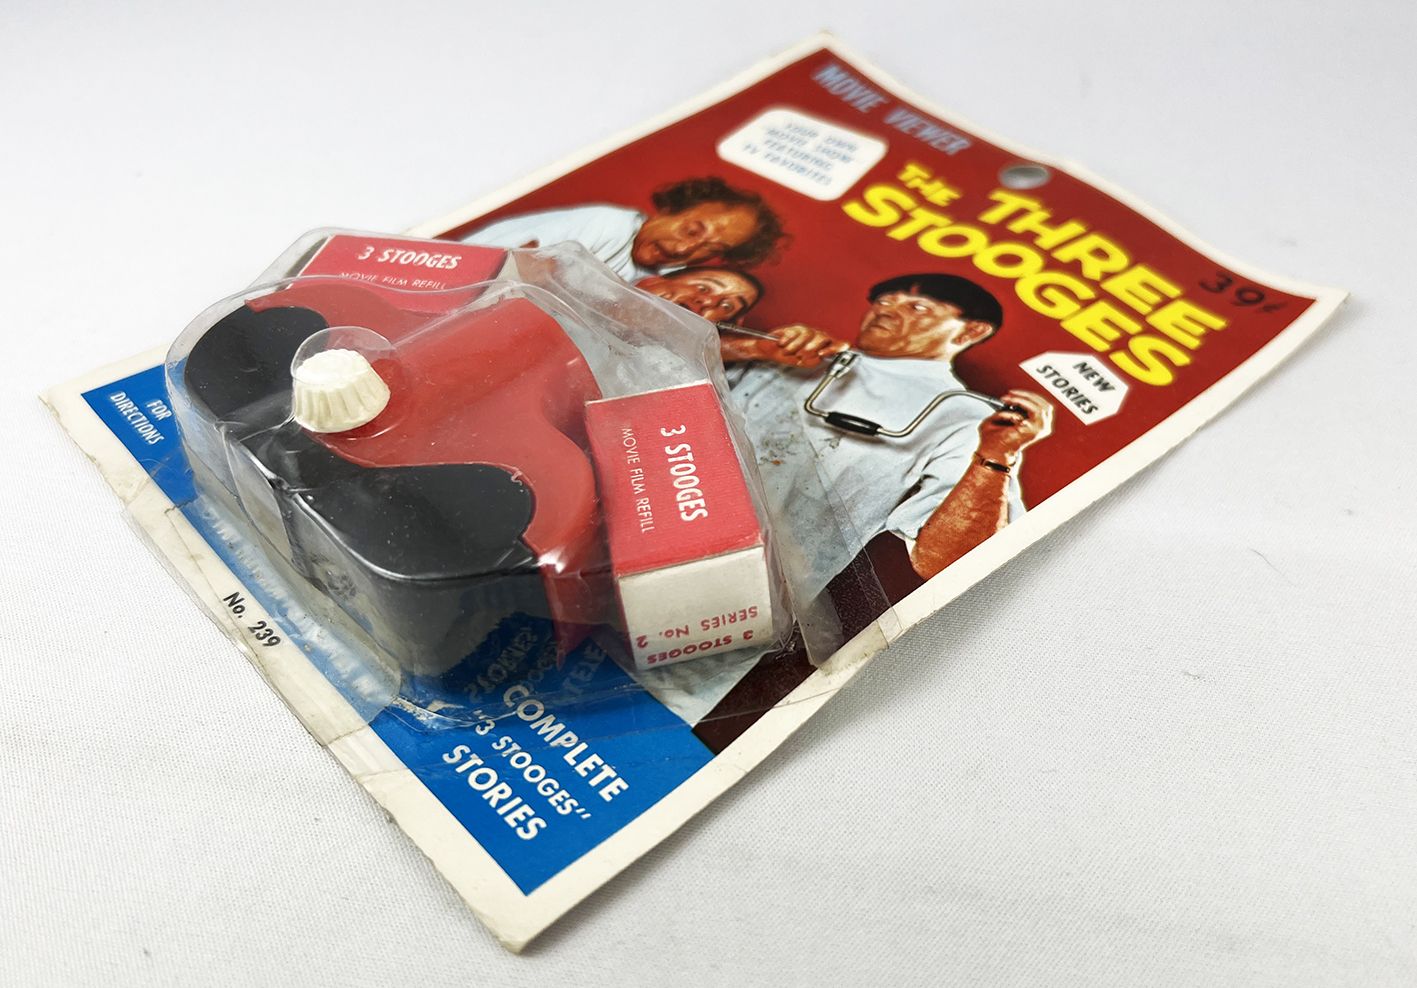 MOVIE VIEWER
YOUR OWN
MOVIE SHOW
FEATURING
TV FAVORITES
THE THREE
STOOGES
39¢
NEW
STORIES
3 STOOGES
MOVIE FILM REFILL
3 STOOGES
MOVIE FILM REFILL
3 STOOGES
SERIES No. 2
FOR
DIRECTIONS
No. 239
COMPLETE
"3 STOOGES"
STORIES